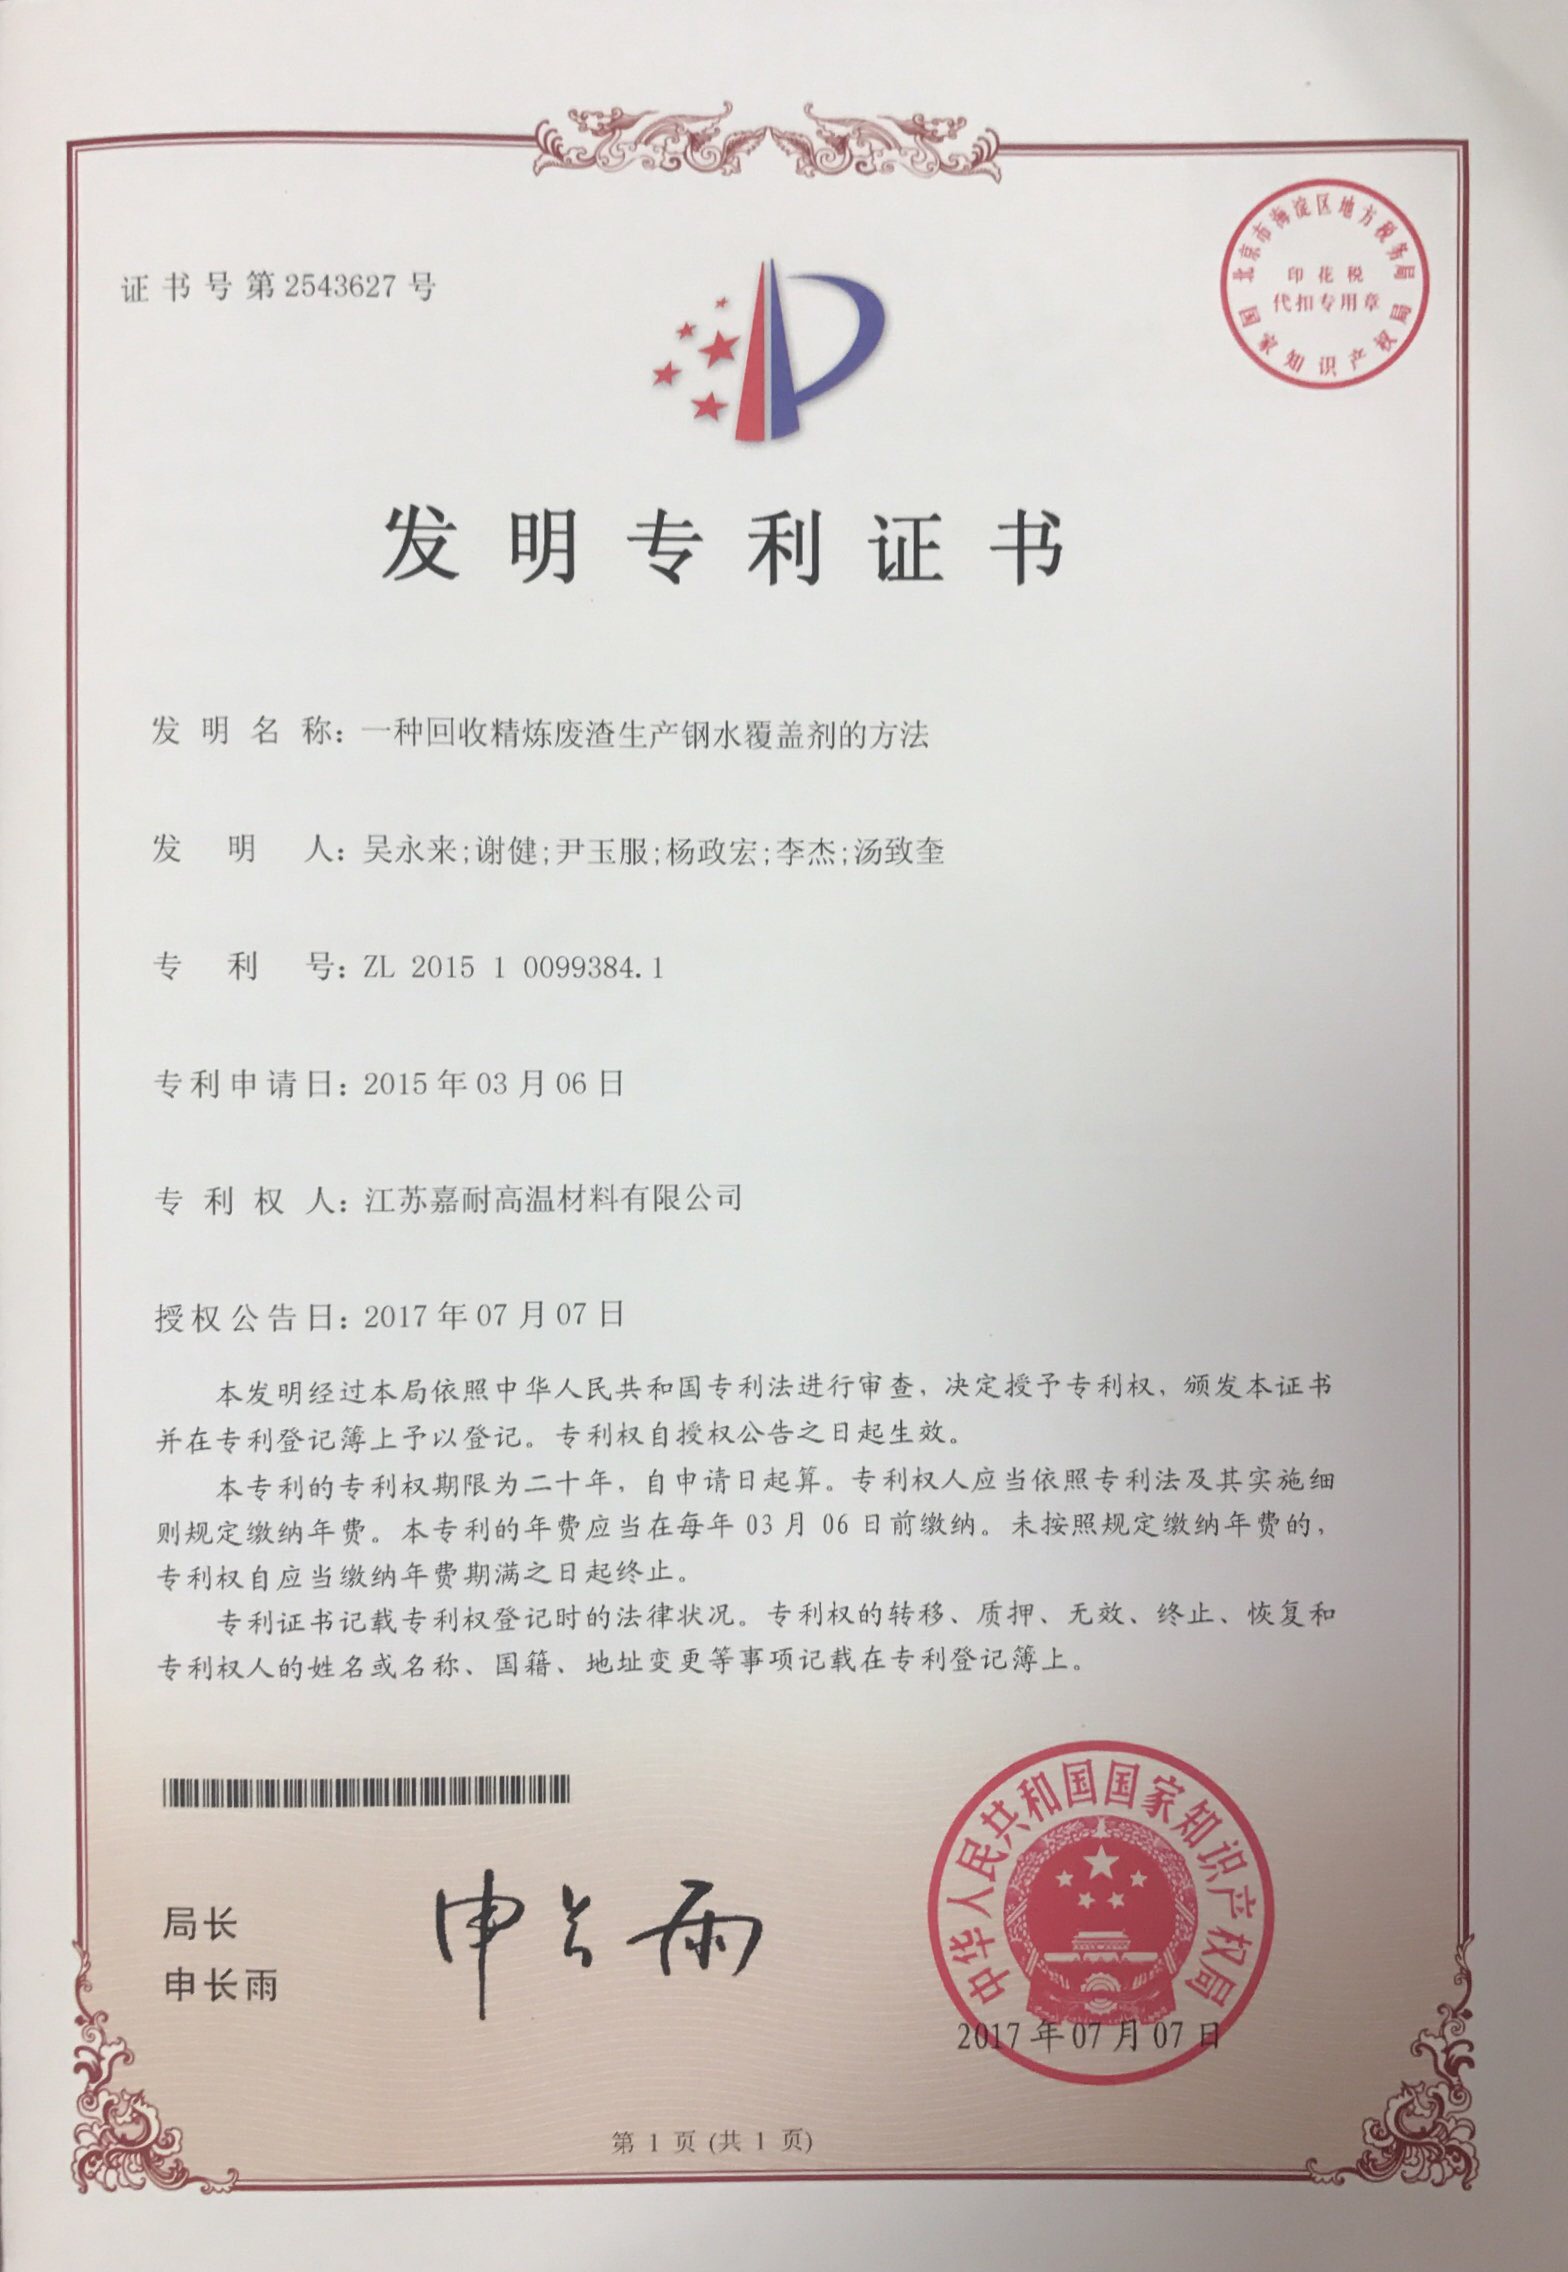 证书号第2543627号
北京市海淀区地方税务局
印花税
代扣专用章
国家知识产权局
发明专利证书
发明名称：一种回收精炼废渣生产钢水覆盖剂的方法
发明人：吴永来;谢健;尹玉服;杨政宏;李杰;汤致奎
专利号：ZL 2015 1 0099384.1
专利申请日：2015年03月06日
专利权人：江苏嘉耐高温材料有限公司
授权公告日：2017年07月07日
本发明经过本局依照中华人民共和国专利法进行审查，决定授予专利权，颁发本证书
并在专利登记簿上予以登记。专利权自授权公告之日起生效。
本专利的专利权期限为二十年，自申请日起算。专利权人应当依照专利法及其实施细
则规定缴纳年费。本专利的年费应当在每年03月06日前缴纳。未按照规定缴纳年费的，
专利权自应当缴纳年费期满之日起终止。
专利证书记载专利权登记时的法律状况。专利权的转移、质押、无效、终止、恢复和
专利权人的姓名或名称、国籍、地址变更等事项记载在专利登记簿上。
局长
申长雨
申长雨
中华人民共和国国家知识产权局
2017年07月07日
第1页(共1页)